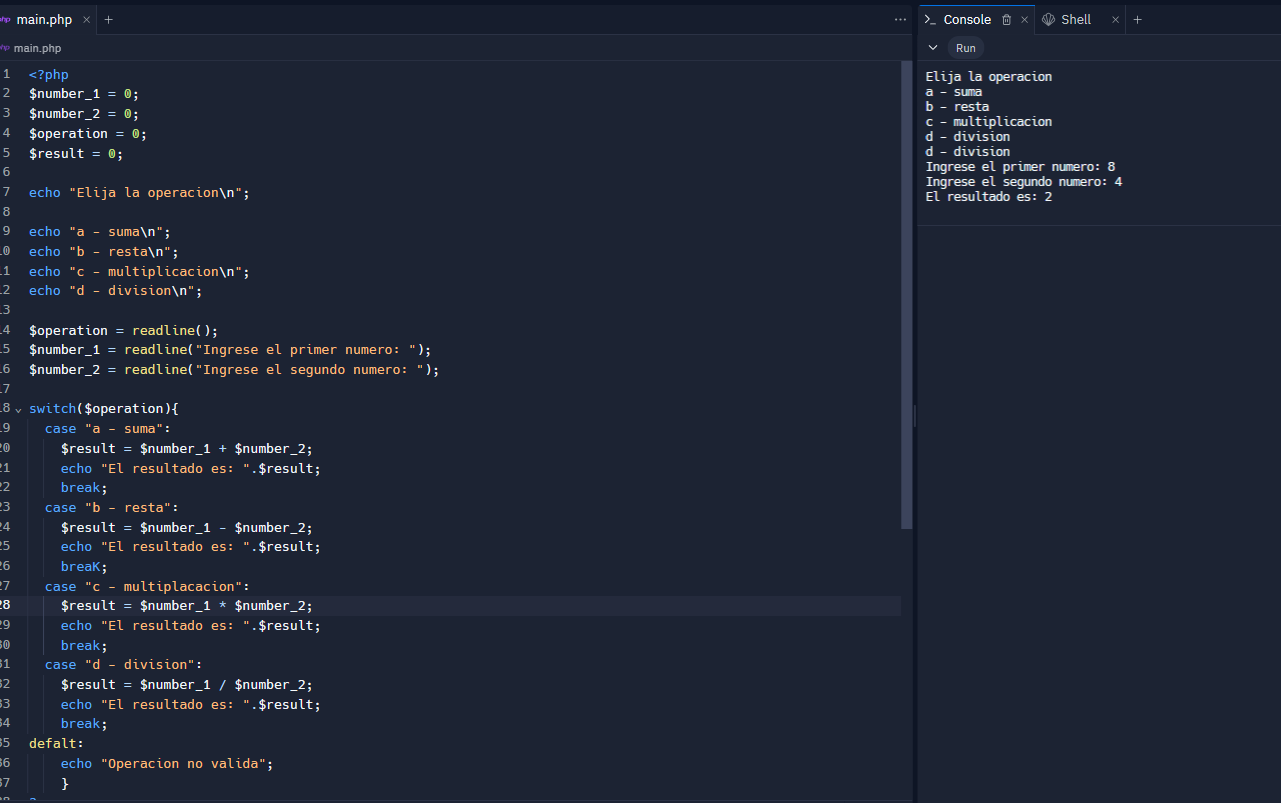 main.php
main.php
1 <?php
2 $number_1 = 0;
3 $number_2 = 0;
4 $operation = 0;
5 $result = 0;
6
7 echo "Elija la operacion\n";
8
9 echo "a - suma\n";
10 echo "b - resta\n";
11 echo "c - multiplicacion\n";
12 echo "d - division\n";
13
14 $operation = readline();
15 $number_1 = readline("Ingrese el primer numero: ");
16 $number_2 = readline("Ingrese el segundo numero: ");
17
18 switch($operation){
19 case "a - suma":
20 $result = $number_1 + $number_2;
21 echo "El resultado es: ".$result;
22 break;
23 case "b - resta":
24 $result = $number_1 - $number_2;
25 echo "El resultado es: ".$result;
26 breaK;
27 case "c - multiplacacion":
28 $result = $number_1 * $number_2;
29 echo "El resultado es: ".$result;
30 break;
31 case "d - division":
32 $result = $number_1 / $number_2;
33 echo "El resultado es: ".$result;
34 break;
35 defalt:
36 echo "Operacion no valida";
37 }
Console
Shell
Run
Elija la operacion
a - suma
b - resta
c - multiplicacion
d - division
d - division
Ingrese el primer numero: 8
Ingrese el segundo numero: 4
El resultado es: 2